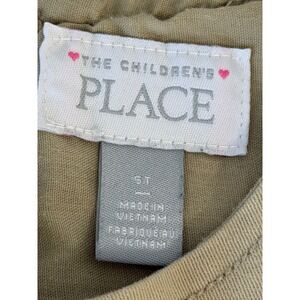 THE CHILDREN'S
PLACE
5T
MADE IN
VIETNAM
FABRIQUÉ AU
VIETNAM